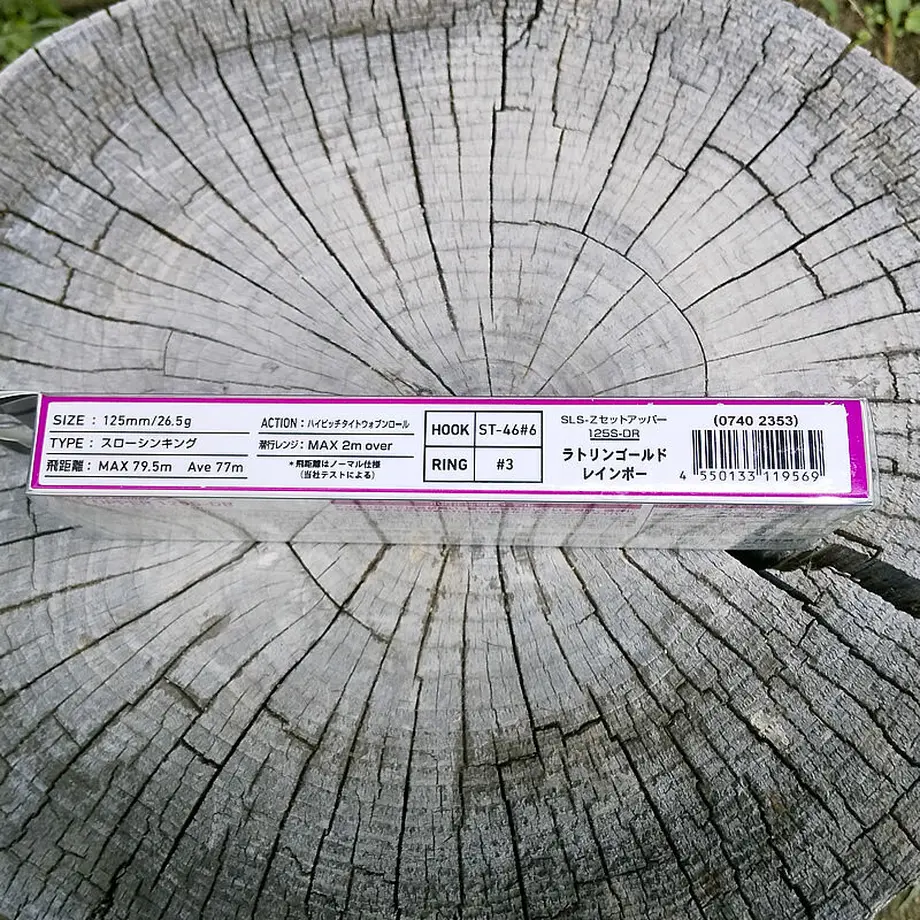 SIZE : 125mm/26.5g
TYPE : スローシンキング
飛距離 : MAX 79.5m Ave 77m
ACTION : ハイピッチタイトウォブンロール
潜行レンジ : MAX 2m over
*飛距離はノーマル仕様
(当社テストによる)
HOOK ST-46#6
RING #3
SLS-Zセットアッパー
125S-DR
ラトリンゴールド
レインボー
(0740 2353)
4 550133 119569